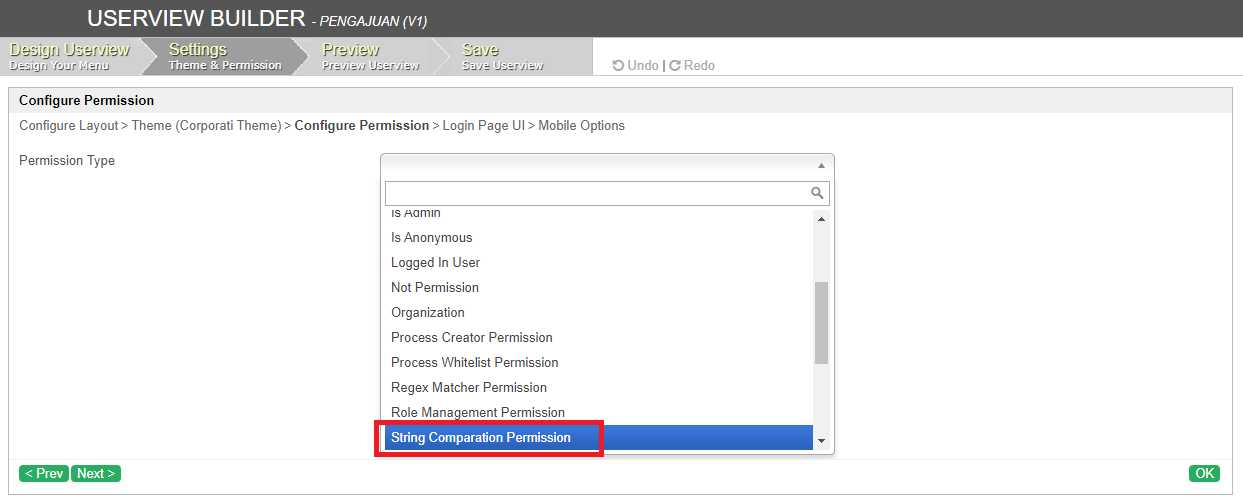 USERVIEW BUILDER - PENGAJUAN (V1)
Design Userview
Design Your Menu
Settings
Theme & Permission
Preview
Preview Userview
Save
Save Userview
Undo | Redo
Configure Permission
Configure Layout > Theme (Corporati Theme) > Configure Permission > Login Page UI > Mobile Options
Permission Type
Is Admin
Is Anonymous
Logged In User
Not Permission
Organization
Process Creator Permission
Process Whitelist Permission
Regex Matcher Permission
Role Management Permission
String Comparation Permission
< Prev Next > OK